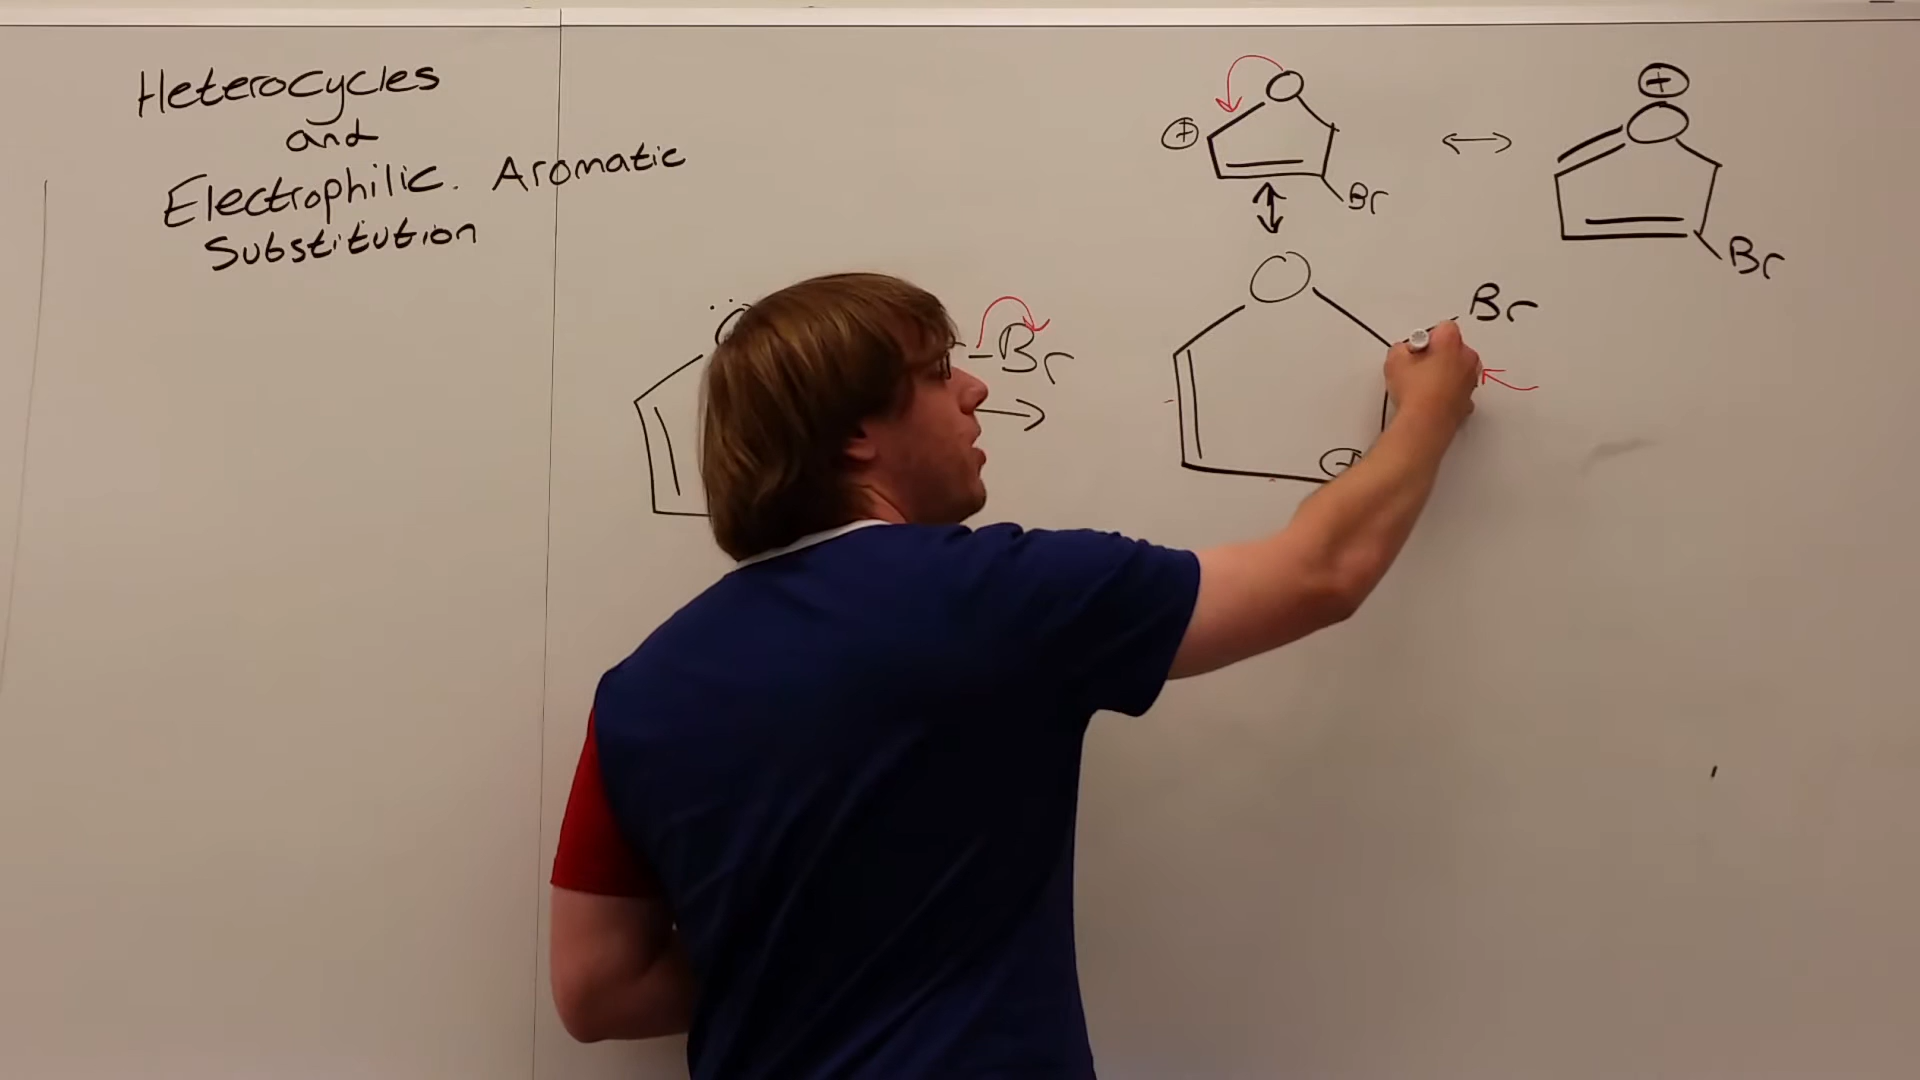 Heterocycles
and
Electrophilic. Aromatic
Substitution
O
+
Br
O
+
Br
O
Br
+
-Br